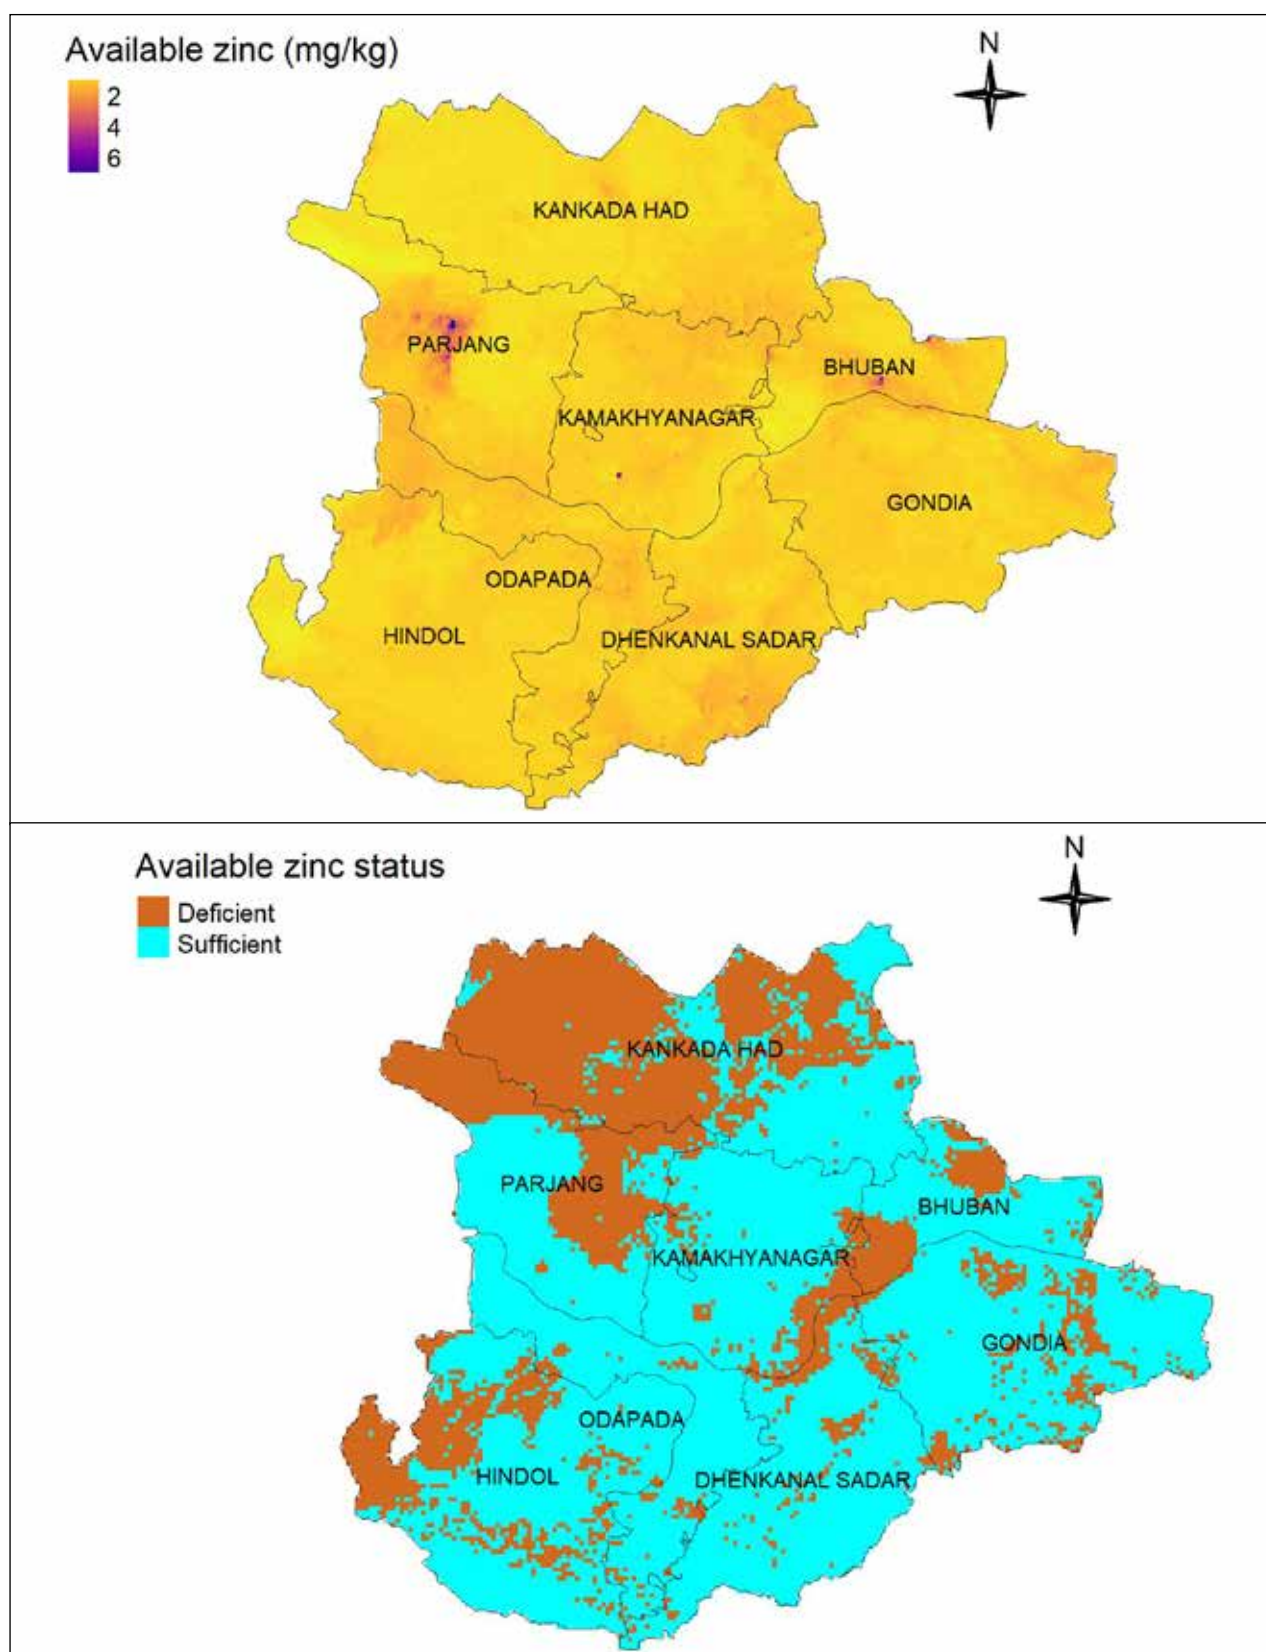 Available zinc (mg/kg)
N
2
4
6
KANKADA HAD
PARJANG
BHUBAN
KAMAKHYANAGAR
GONDIA
ODAPADA
HINDOL
DHENKANAL SADAR
Available zinc status
N
Deficient
Sufficient
KANKADA HAD
PARJANG
BHUBAN
KAMAKHYANAGAR
GONDIA
ODAPADA
HINDOL
DHENKANAL SADAR